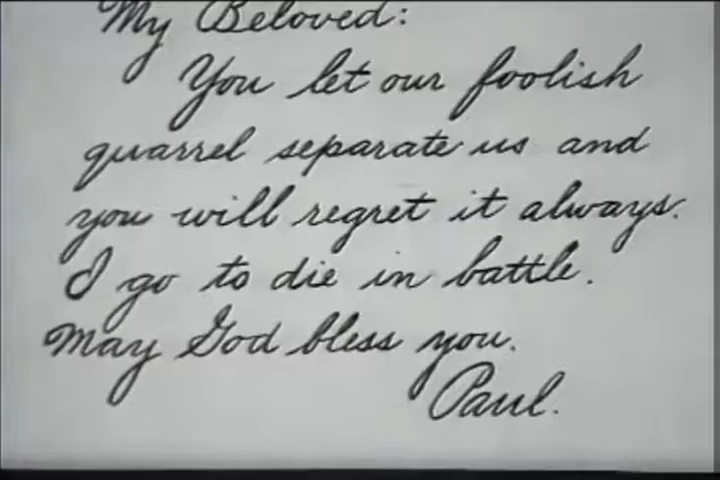 My Beloved:
You let our foolish
quarrel separate us and
you will regret it always.
I go to die in battle.
May God bless you.
Paul.